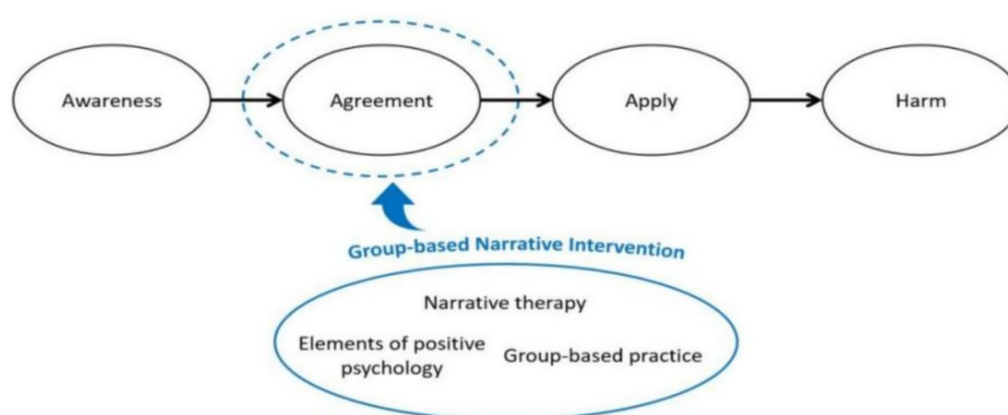 Awareness
Agreement
Apply
Harm
Group-based Narrative Intervention
Narrative therapy
Elements of positive
psychology
Group-based practice